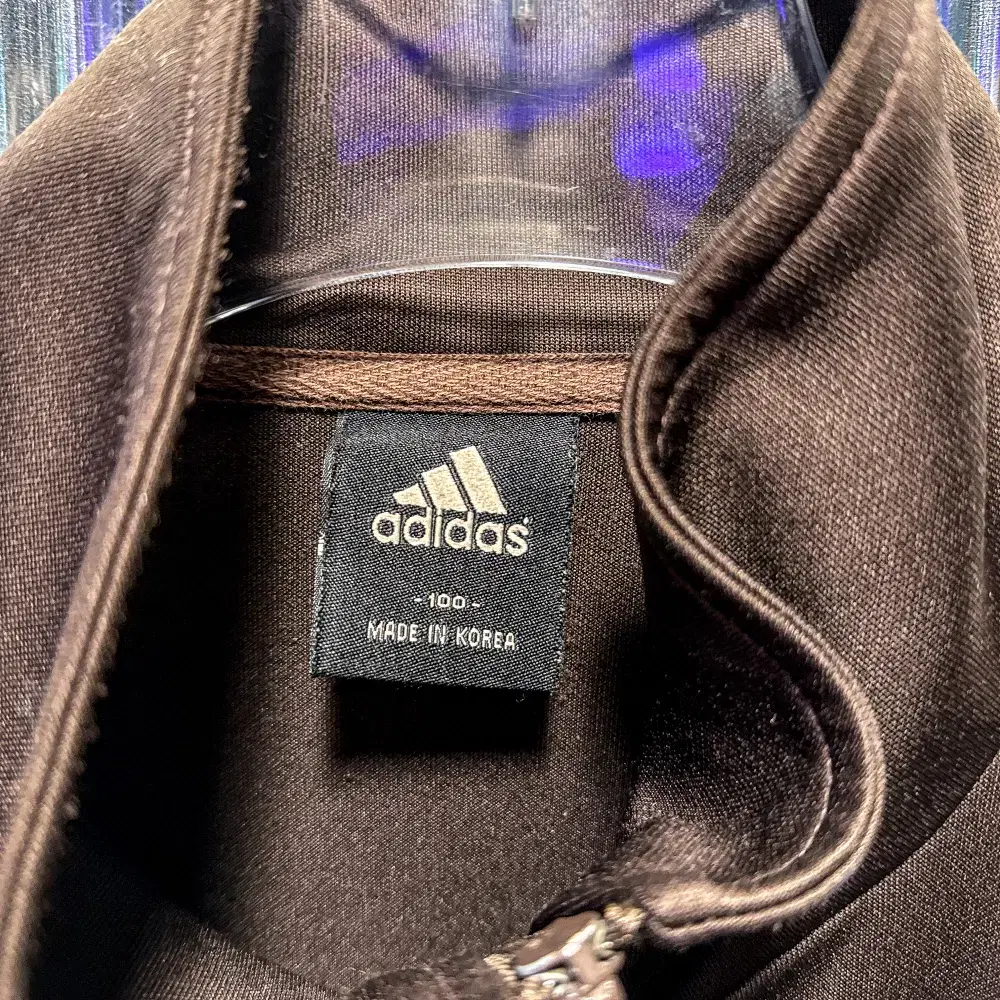 adidas
-100-
MADE IN KOREA